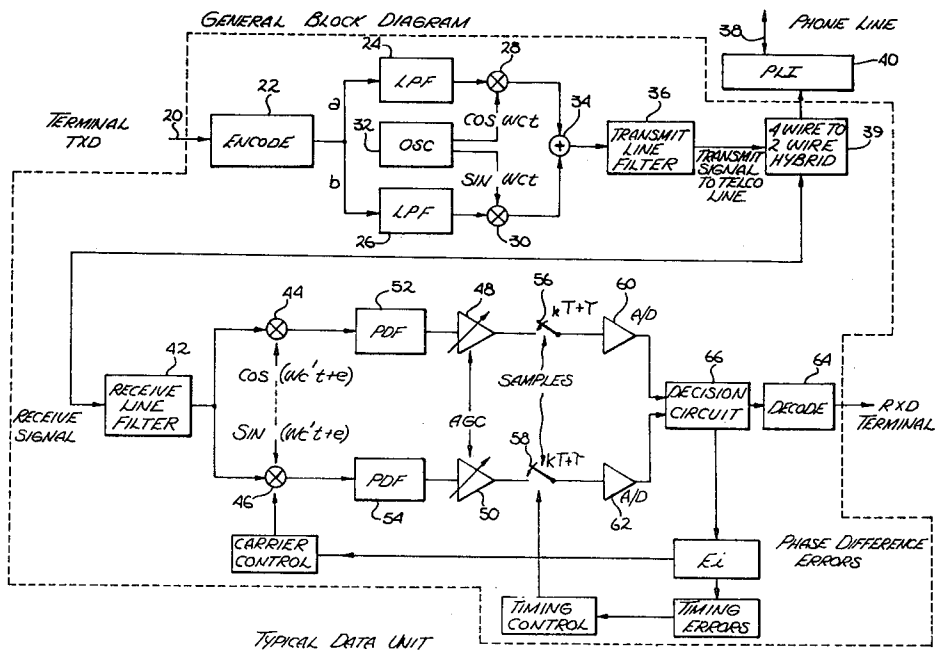 GENERAL BLOCK DIAGRAM
PHONE LINE
38
PLI
40
TERMINAL
TXD
20
22
ENCODE
a
b
24
LPF
28
32
OSC
COS Wct
SIN Wct
LPF
26
30
34
+
36
TRANSMIT
LINE
FILTER
TRANSMIT
SIGNAL
TO TELCO
LINE
4 WIRE TO
2 WIRE
HYBRID
39
RECEIVE
SIGNAL
42
RECEIVE
LINE
FILTER
44
COS (Wc't+e)
SIN (Wc't+e)
46
52
PDF
PDF
54
48
AGC
50
56
kT+T
SAMPLES
58
kT+T
60
A/D
A/D
62
66
DECISION
CIRCUIT
64
DECODE
RXD
TERMINAL
CARRIER
CONTROL
Ei
PHASE DIFFERENCE
ERRORS
TIMING
CONTROL
TIMING
ERRORS
TYPICAL DATA UNIT